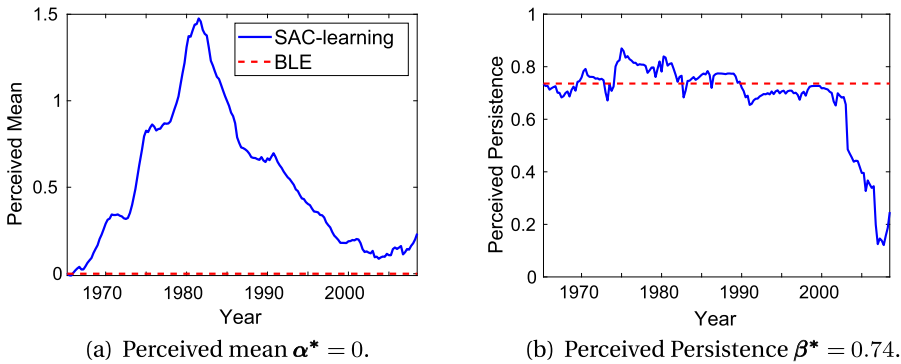 1.5
1
0.5
0
Perceived Mean
SAC-learning
BLE
1970 1980 1990 2000
Year
(a) Perceived mean α* = 0.
1
0.8
0.6
0.4
0.2
0
Perceived Persistence
1970 1980 1990 2000
Year
(b) Perceived Persistence β* = 0.74.